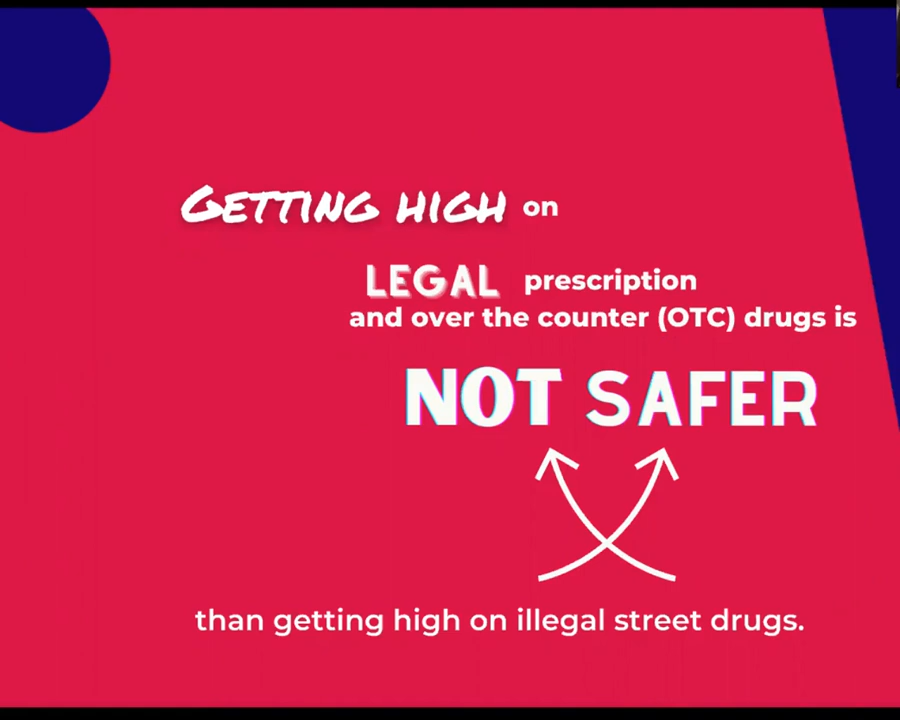 GETTING HIGH on
LEGAL prescription
and over the counter (OTC) drugs is
NOT SAFER
than getting high on illegal street drugs.